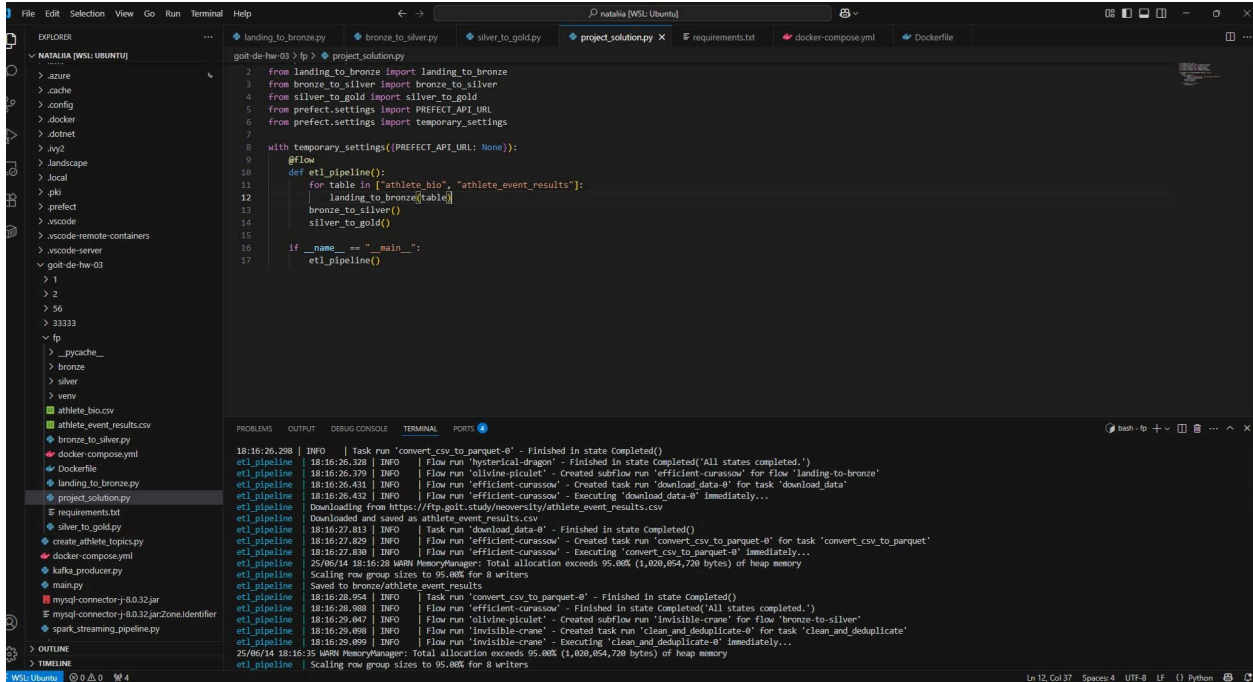 File Edit Selection View Go Run Terminal Help
nataliia [WSL: Ubuntu]
EXPLORER
NATALIIA [WSL: UBUNTU]
.azure
.cache
.config
.docker
.dotnet
.ivy2
.landscape
.local
.pki
.prefect
.vscode
.vscode-remote-containers
.vscode-server
goit-de-hw-03
1
2
56
33333
fp
__pycache__
bronze
silver
venv
athlete_bio.csv
athlete_event_results.csv
bronze_to_silver.py
docker-compose.yml
Dockerfile
landing_to_bronze.py
project_solution.py
requirements.txt
silver_to_gold.py
create_athlete_topics.py
docker-compose.yml
kafka_producer.py
main.py
mysql-connector-j-8.0.32.jar
mysql-connector-j-8.0.32.jar:Zone.Identifier
spark_streaming_pipeline.py
OUTLINE
TIMELINE
landing_to_bronze.py bronze_to_silver.py silver_to_gold.py project_solution.py requirements.txt docker-compose.yml Dockerfile
goit-de-hw-03 > fp > project_solution.py
2 from landing_to_bronze import landing_to_bronze
3 from bronze_to_silver import bronze_to_silver
4 from silver_to_gold import silver_to_gold
5 from prefect.settings import PREFECT_API_URL
6 from prefect.settings import temporary_settings
7
8 with temporary_settings({PREFECT_API_URL: None}):
9 @flow
10 def etl_pipeline():
11 for table in ["athlete_bio", "athlete_event_results"]:
12 landing_to_bronze(table)
13 bronze_to_silver()
14 silver_to_gold()
15
16 if __name__ == "__main__":
17 etl_pipeline()
PROBLEMS OUTPUT DEBUG CONSOLE TERMINAL PORTS 4
bash - fp
18:16:26.298 | INFO | Task run 'convert_csv_to_parquet-0' - Finished in state Completed()
etl_pipeline | 18:16:26.328 | INFO | Flow run 'hysterical-dragon' - Finished in state Completed('All states completed.')
etl_pipeline | 18:16:26.379 | INFO | Flow run 'olivine-piculet' - Created subflow run 'efficient-curassow' for flow 'landing-to-bronze'
etl_pipeline | 18:16:26.431 | INFO | Flow run 'efficient-curassow' - Created task run 'download_data-0' for task 'download_data'
etl_pipeline | 18:16:26.432 | INFO | Flow run 'efficient-curassow' - Executing 'download_data-0' immediately...
etl_pipeline | Downloading from https://ftp.goit.study/neoversity/athlete_event_results.csv
etl_pipeline | Downloaded and saved as athlete_event_results.csv
etl_pipeline | 18:16:27.813 | INFO | Task run 'download_data-0' - Finished in state Completed()
etl_pipeline | 18:16:27.829 | INFO | Flow run 'efficient-curassow' - Created task run 'convert_csv_to_parquet-0' for task 'convert_csv_to_parquet'
etl_pipeline | 18:16:27.830 | INFO | Flow run 'efficient-curassow' - Executing 'convert_csv_to_parquet-0' immediately...
etl_pipeline | 25/06/14 18:16:28 WARN MemoryManager: Total allocation exceeds 95.00% (1,020,054,720 bytes) of heap memory
etl_pipeline | Scaling row group sizes to 95.00% for 8 writers
etl_pipeline | Saved to bronze/athlete_event_results
etl_pipeline | 18:16:28.954 | INFO | Task run 'convert_csv_to_parquet-0' - Finished in state Completed()
etl_pipeline | 18:16:28.988 | INFO | Flow run 'efficient-curassow' - Finished in state Completed('All states completed.')
etl_pipeline | 18:16:29.047 | INFO | Flow run 'olivine-piculet' - Created subflow run 'invisible-crane' for flow 'bronze-to-silver'
etl_pipeline | 18:16:29.098 | INFO | Flow run 'invisible-crane' - Created task run 'clean_and_deduplicate-0' for task 'clean_and_deduplicate'
etl_pipeline | 18:16:29.099 | INFO | Flow run 'invisible-crane' - Executing 'clean_and_deduplicate-0' immediately...
25/06/14 18:16:35 WARN MemoryManager: Total allocation exceeds 95.00% (1,020,054,720 bytes) of heap memory
etl_pipeline | Scaling row group sizes to 95.00% for 8 writers
WSL: Ubuntu 0 0 4 Ln 12, Col 37 Spaces: 4 UTF-8 LF {} Python